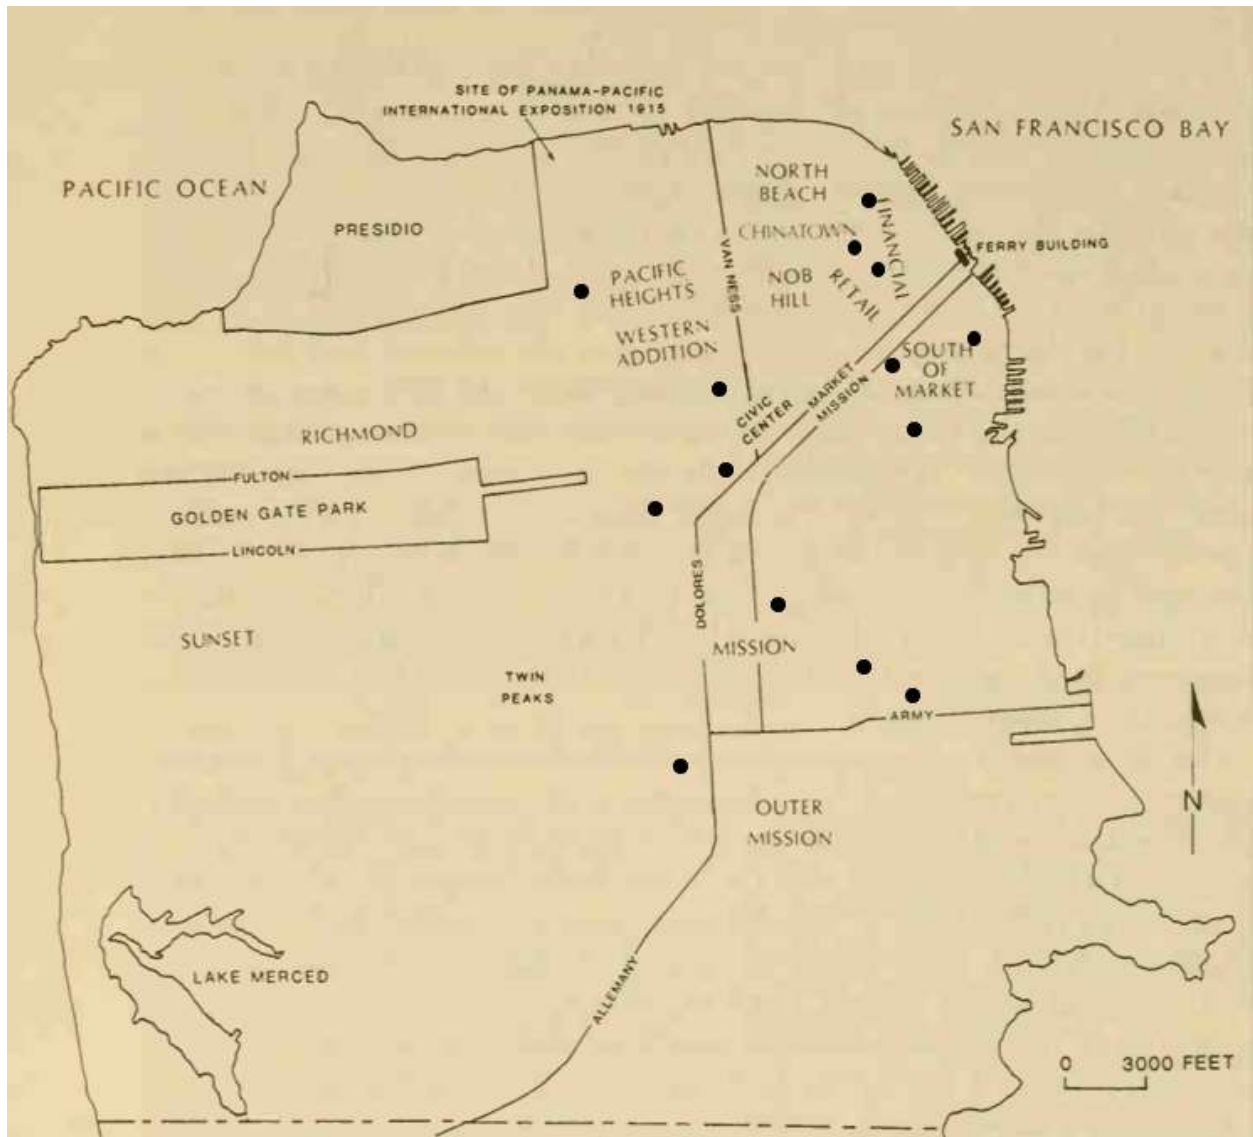 SITE OF PANAMA-PACIFIC
INTERNATIONAL EXPOSITION 1915
SAN FRANCISCO BAY
PACIFIC OCEAN
NORTH
BEACH
PRESIDIO
CHINATOWN
FINANCIAL
FERRY BUILDING
VAN NESS
PACIFIC
HEIGHTS
NOB
HILL
RETAIL
WESTERN
ADDITION
SOUTH
OF
MARKET
MARKET
MISSION
CIVIC
CENTER
RICHMOND
FULTON
GOLDEN GATE PARK
LINCOLN
DOLORES
SUNSET
MISSION
TWIN
PEAKS
ARMY
OUTER
MISSION
N
LAKE MERCED
ALLEMANY
0 3000 FEET